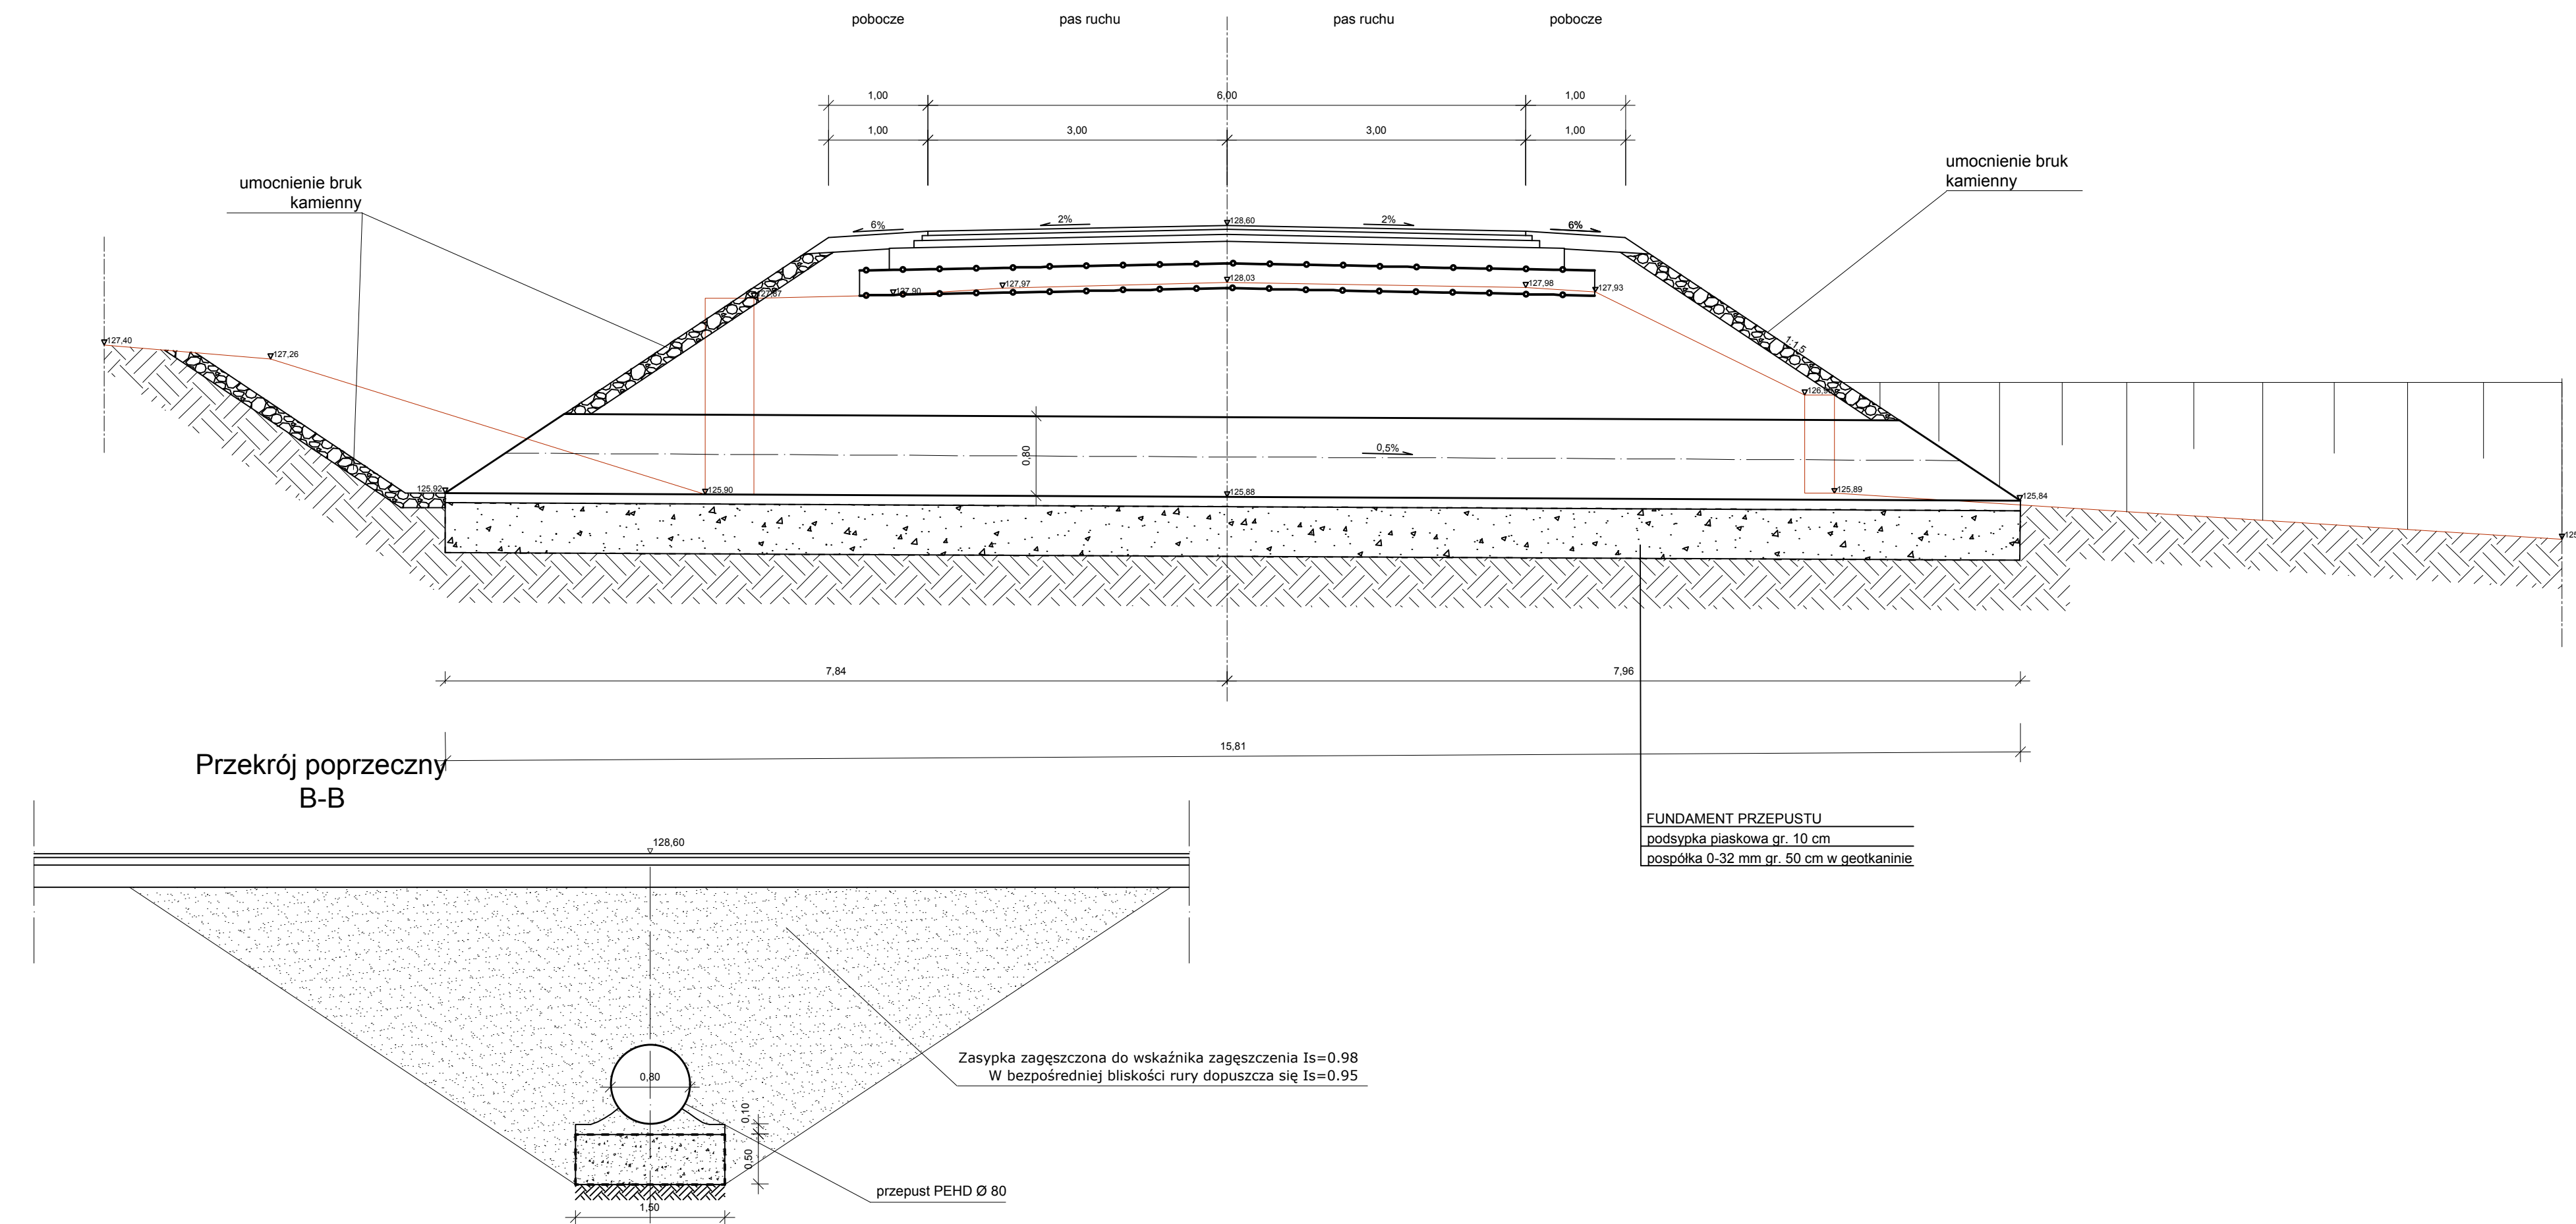 pobocze pas ruchu pas ruchu pobocze
1,00 6,00 1,00
1,00 3,00 3,00 1,00
umocnienie bruk
kamienny
umocnienie bruk
kamienny
6% 2% 128,60 2% 6%
128,03
127,87 127,90 127,97 127,98 127,93
127,40
127,26
1:1,5
0,80
0,5%
125,92 125,90 125,88 125,89 125,84
7,84 7,96
15,81
Przekrój poprzeczny
B-B
FUNDAMENT PRZEPUSTU
podsypka piaskowa gr. 10 cm
pospółka 0-32 mm gr. 50 cm w geotkaninie
128,60
Zasypka zagęszczona do wskaźnika zagęszczenia Is=0.98
W bezpośredniej bliskości rury dopuszcza się Is=0.95
0,80
0,10
0,50
przepust PEHD Ø 80
1,50